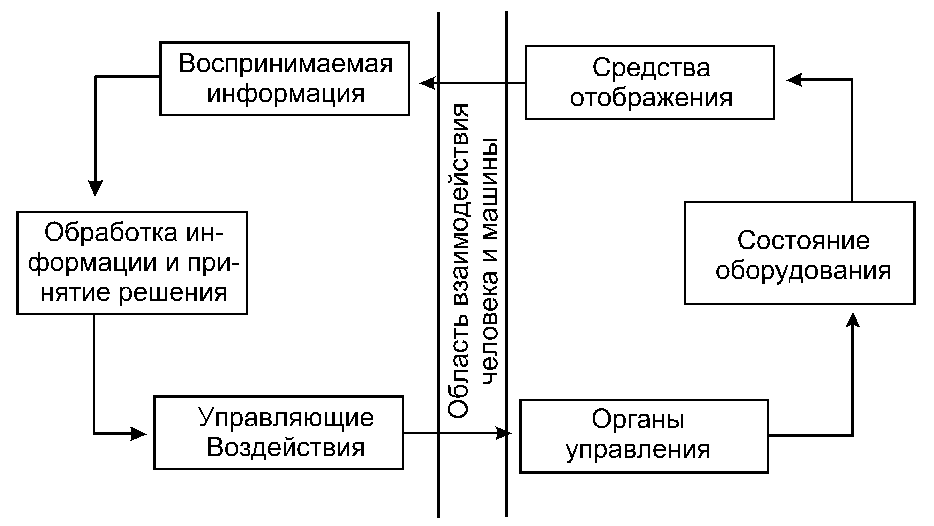 Воспринимаемая
информация
Средства
отображения
Область взаимодействия
человека и машины
Обработка ин-
формации и при-
нятие решения
Состояние
оборудования
Управляющие
Воздействия
Органы
управления